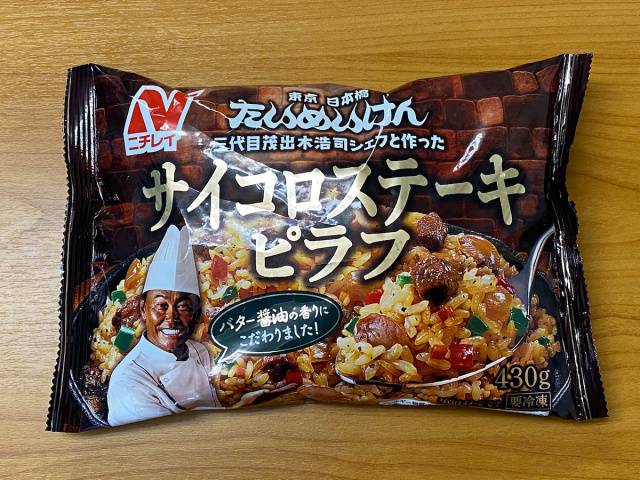 ニチレイ
東京 日本橋
たいめいけん
三代目茂出木浩司シェフと作った
サイコロステーキ
ピラフ
バター醤油の香りに
こだわりました!
430g
要冷凍